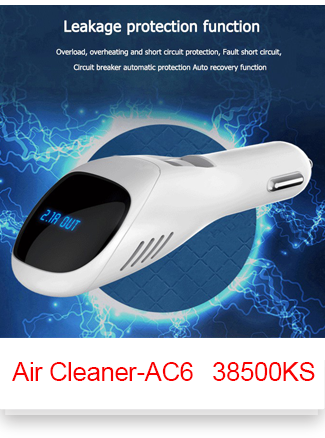 Leakage protection function
Overload, overheating and short circuit protection, Fault short circuit,
Circuit breaker automatic protection Auto recovery function
2.1A OUT
Air Cleaner-AC6 38500KS